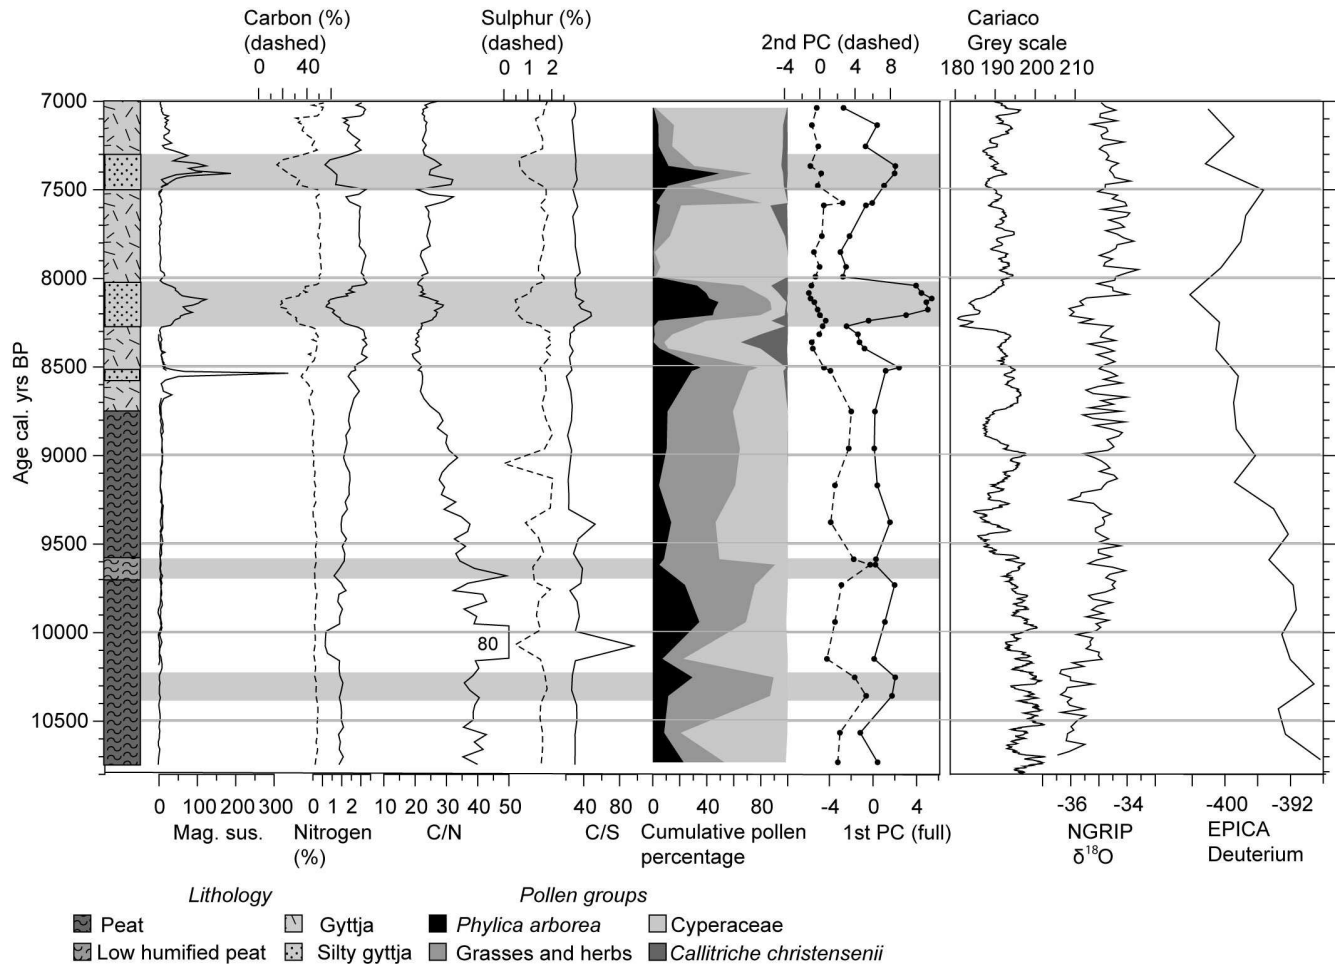 Carbon (%)
(dashed)
0 40
Sulphur (%)
(dashed)
0 1 2
2nd PC (dashed)
-4 0 4 8
Cariaco
Grey scale
180 190 200 210
Age cal. yrs BP
7000
7500
8000
8500
9000
9500
10000
10500
80
0 100 200 300
Mag. sus.
0 1 2
Nitrogen
(%)
10 20 30 40 50
C/N
40 80
C/S
0 40 80
Cumulative pollen
percentage
-4 0 4
1st PC (full)
-36 -34
NGRIP
δ¹⁸O
-400 -392
EPICA
Deuterium
Lithology
Peat
Low humified peat
Gyttja
Silty gyttja
Pollen groups
Phylica arborea
Grasses and herbs
Cyperaceae
Callitriche christensenii